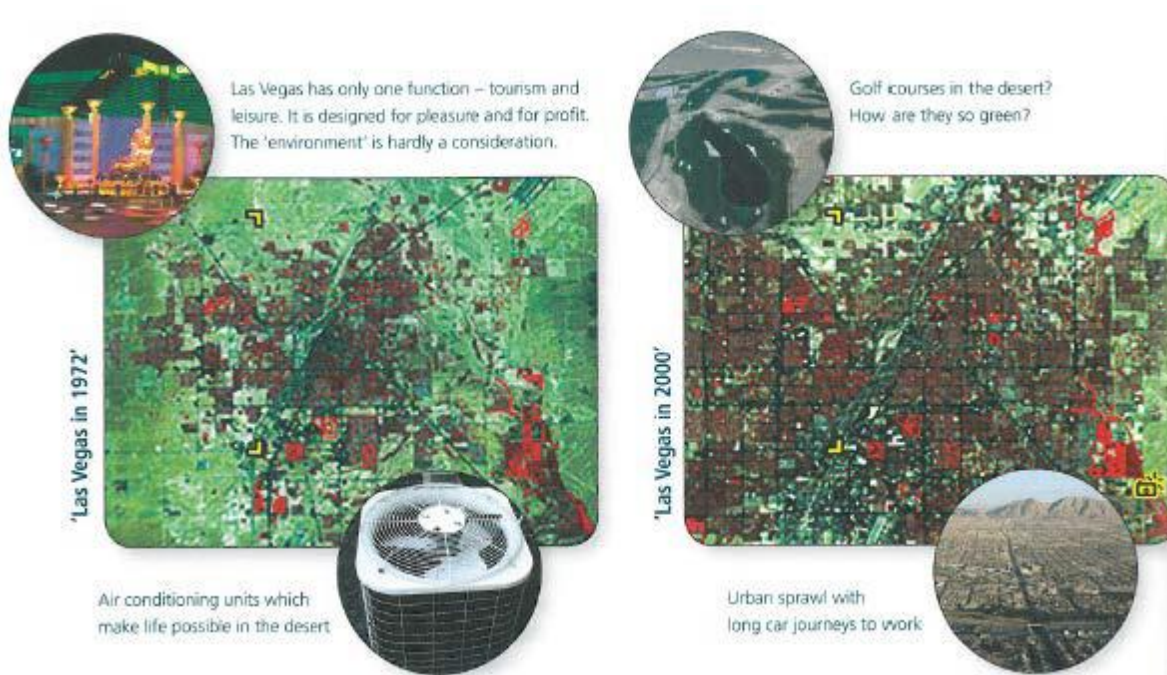 Las Vegas has only one function – tourism and
leisure. It is designed for pleasure and for profit.
The 'environment' is hardly a consideration.
Golf courses in the desert?
How are they so green?
'Las Vegas in 1972'
'Las Vegas in 2000'
Air conditioning units which
make life possible in the desert
Urban sprawl with
long car journeys to work